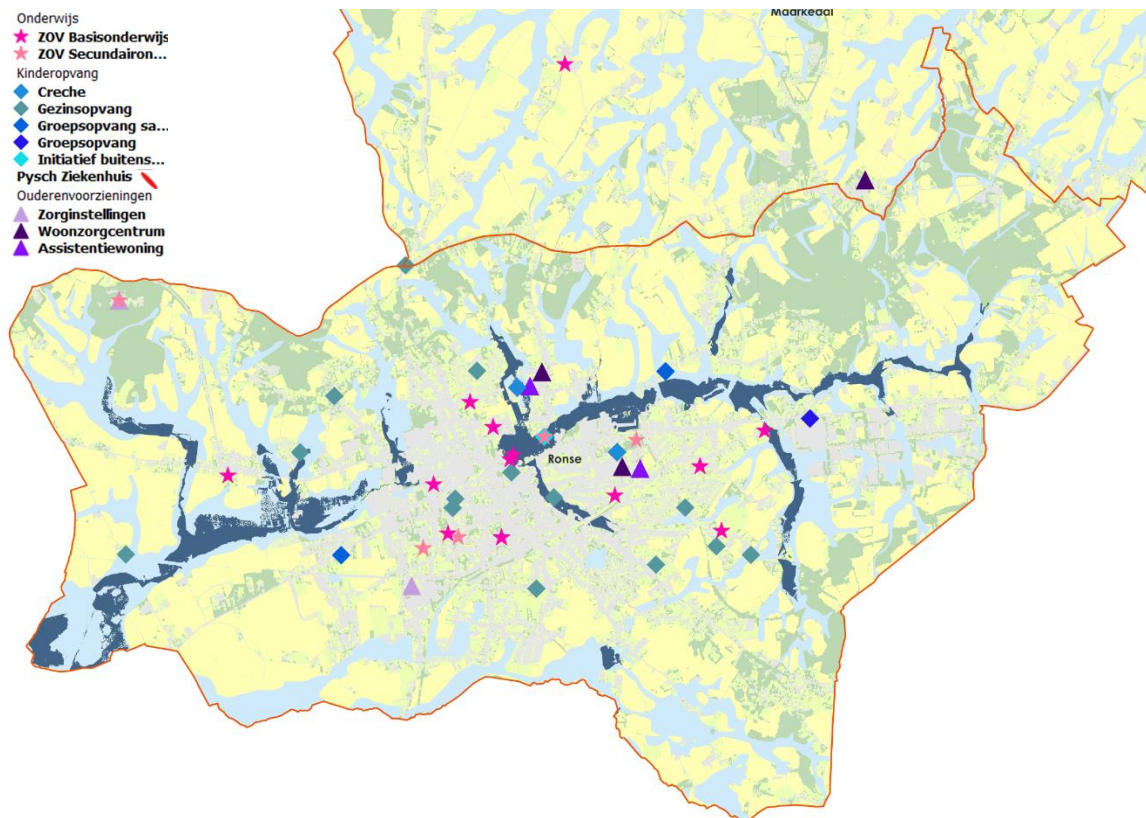 Maarkedal
Onderwijs
ZOV Basisonderwijs
ZOV Secundairon...
Kinderopvang
Creche
Gezinsopvang
Groepsopvang sa...
Groepsopvang
Initiatief buitens...
Pysch Ziekenhuis
Ouderenvoorzieningen
Zorginstellingen
Woonzorgcentrum
Assistentiewoning
Ronse